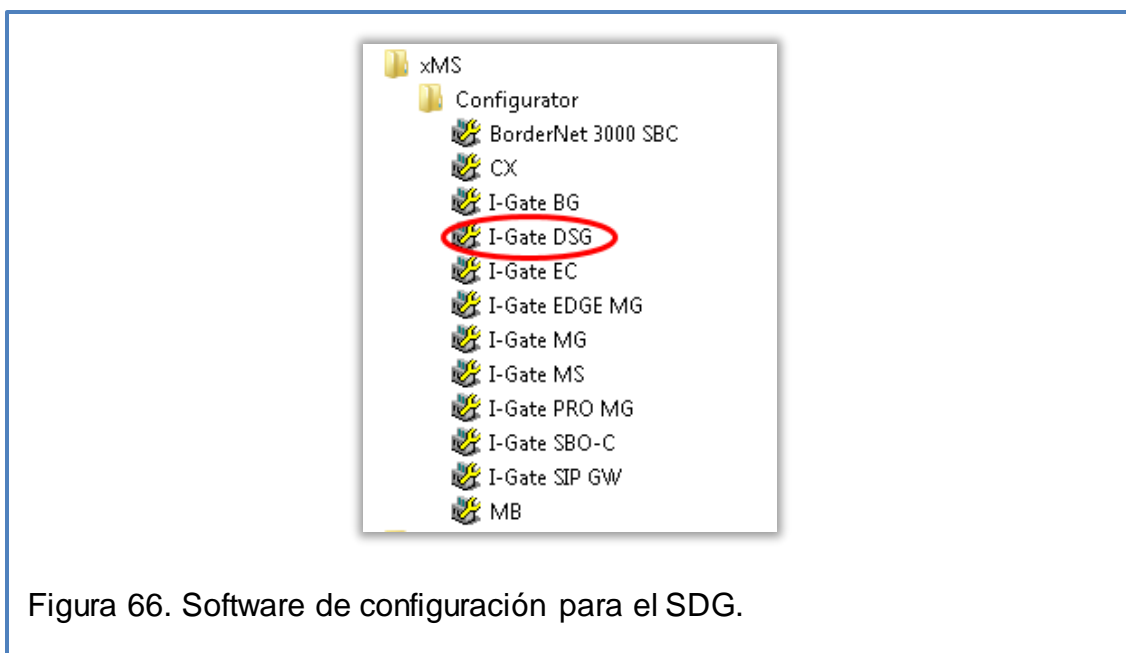 xMS
Configurator
BorderNet 3000 SBC
CX
I-Gate BG
I-Gate DSG
I-Gate EC
I-Gate EDGE MG
I-Gate MG
I-Gate MS
I-Gate PRO MG
I-Gate SBO-C
I-Gate SIP GW
MB
Figura 66. Software de configuración para el SDG.